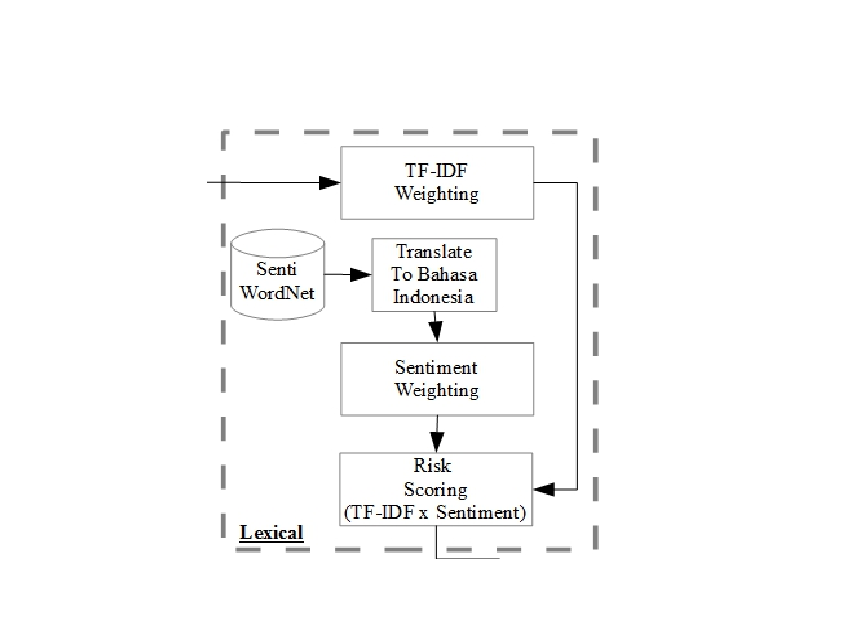 TF-IDF
Weighting
Senti
WordNet
Translate
To Bahasa
Indonesia
Sentiment
Weighting
Risk
Scoring
(TF-IDF x Sentiment)
Lexical